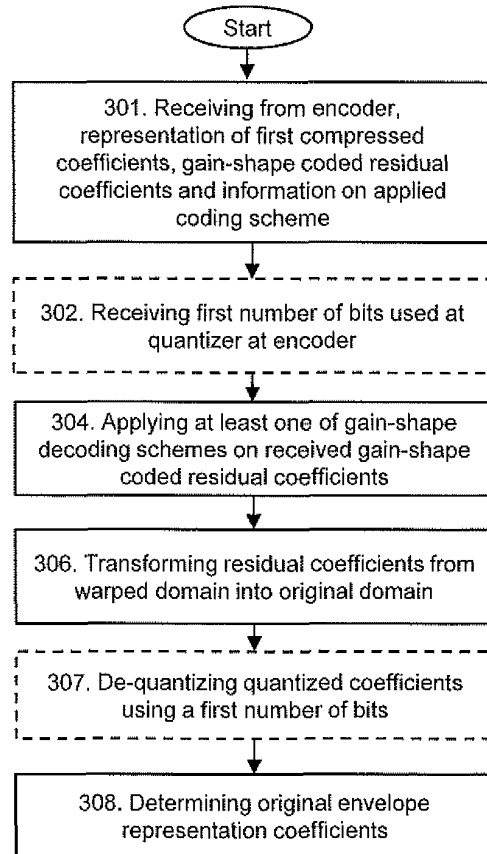 Start
301. Receiving from encoder,
representation of first compressed
coefficients, gain-shape coded residual
coefficients and information on applied
coding scheme
302. Receiving first number of bits used at
quantizer at encoder
304. Applying at least one of gain-shape
decoding schemes on received gain-shape
coded residual coefficients
306. Transforming residual coefficients from
warped domain into original domain
307. De-quantizing quantized coefficients
using a first number of bits
308. Determining original envelope
representation coefficients